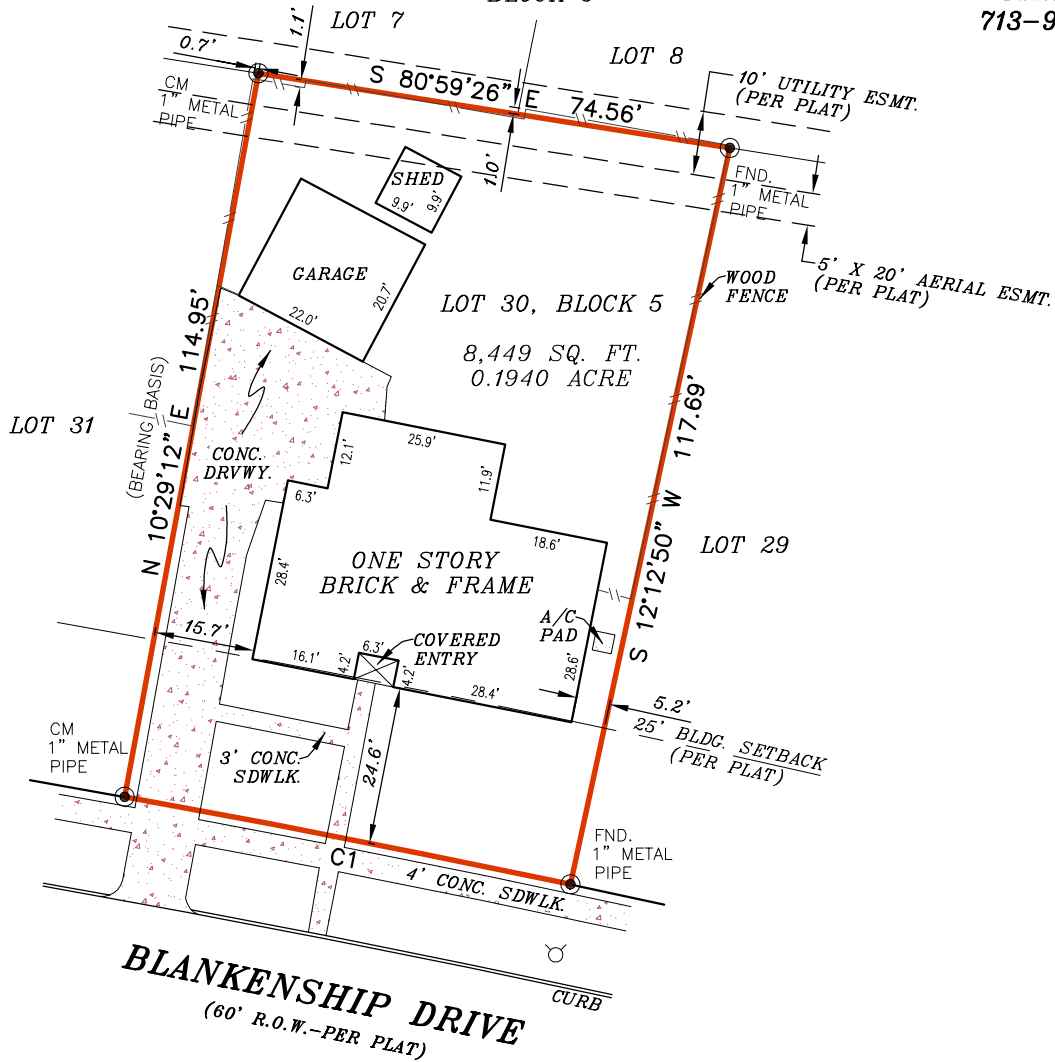 LOT 7
713-9
LOT 8
1.1'
0.7'
S 80°59'26" E 74.56'
10' UTILITY ESMT.
(PER PLAT)
CM
1" METAL
PIPE
1.0'
FND.
1" METAL
PIPE
SHED
9.9'
9.9'
5' X 20' AERIAL ESMT.
(PER PLAT)
WOOD
FENCE
GARAGE
20.7'
22.0'
LOT 30, BLOCK 5
8,449 SQ. FT.
0.1940 ACRE
N 10°29'12" E 114.95'
(BEARING BASIS)
S 12°12'50" W 117.69'
LOT 31
CONC.
DRVWY.
25.9'
12.1'
11.9'
6.3'
18.6'
28.4'
ONE STORY
BRICK & FRAME
LOT 29
A/C
PAD
15.7'
COVERED
ENTRY
6.3'
16.1'
4.2'
4.2'
28.4'
28.6'
5.2'
25' BLDG. SETBACK
(PER PLAT)
CM
1" METAL
PIPE
3' CONC.
SDWLK.
24.6'
FND.
1" METAL
PIPE
C1
4' CONC. SDWLK.
BLANKENSHIP DRIVE
(60' R.O.W.-PER PLAT)
CURB